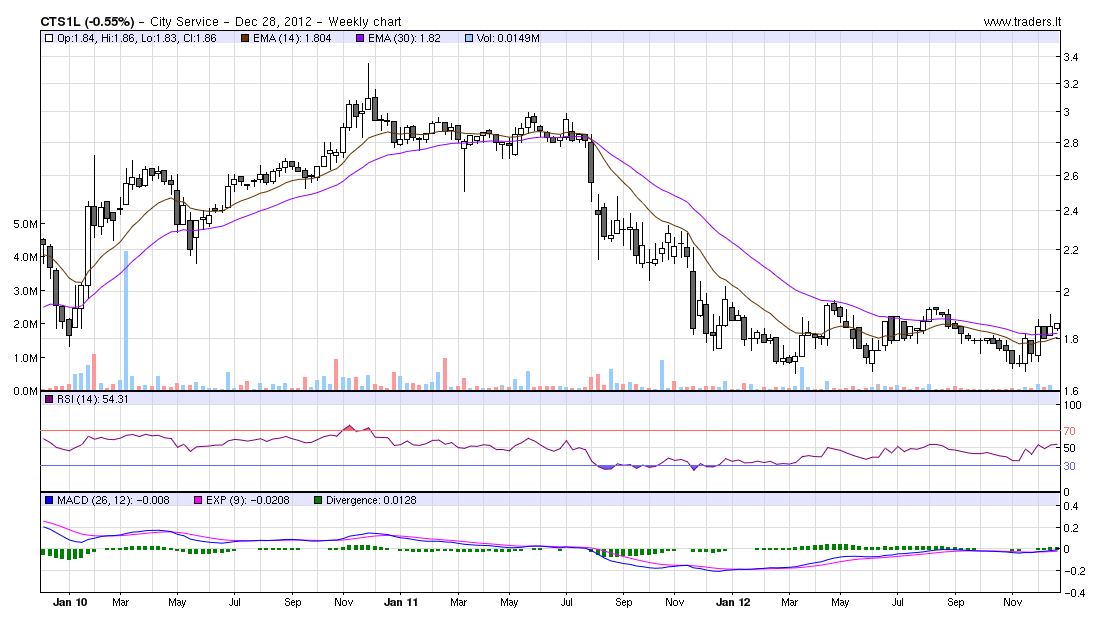 CTS1L (-0.55%) - City Service - Dec 28, 2012 - Weekly chart www.traders.lt
Op:1.84, Hi:1.86, Lo:1.83, Cl:1.86 EMA (14): 1.804 EMA (30): 1.82 Vol: 0.0149M
3.4
3.2
3
2.8
2.6
2.4
5.0M
2.2
4.0M
2
3.0M
2.0M
1.8
1.0M
0.0M 1.6
RSI (14): 54.31
100
70
50
30
0
MACD (26, 12): -0.008 EXP (9): -0.0208 Divergence: 0.0128
0.4
0.2
0
-0.2
-0.4
Jan 10 Mar May Jul Sep Nov Jan 11 Mar May Jul Sep Nov Jan 12 Mar May Jul Sep Nov